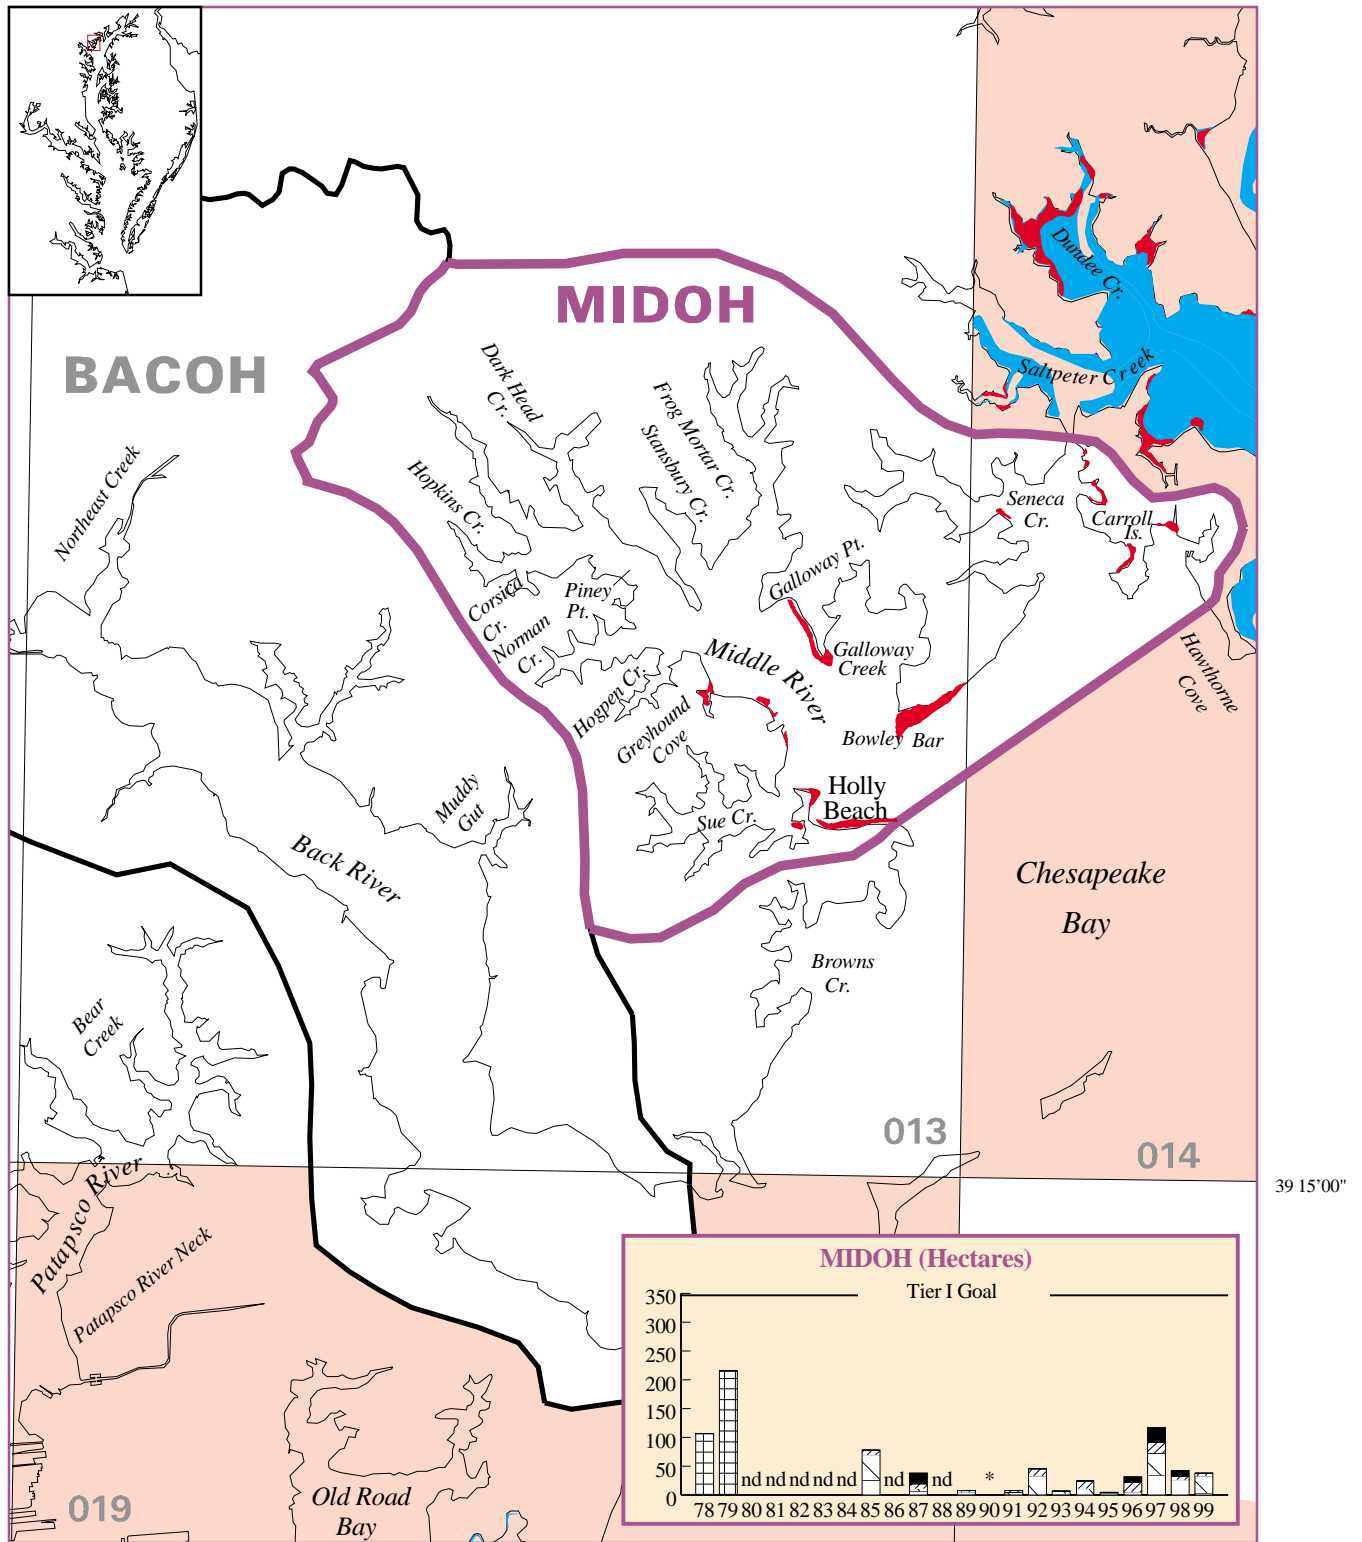 MIDOH
BACOH
Dundee Cr.
Saltpeter Creek
Dark Head
Cr.
Frog Mortar Cr.
Stansbury Cr.
Hopkins Cr.
Northeast Creek
Seneca
Cr.
Carroll
Is.
Galloway Pt.
Corsica
Cr.
Piney
Pt.
Norman
Cr.
Galloway
Creek
Middle River
Hawthorne
Cove
Hogpen Cr.
Greyhound
Cove
Bowley Bar
Holly
Beach
Sue Cr.
Muddy
Gut
Back River
Chesapeake
Bay
Browns
Cr.
Bear
Creek
013
014
39 15'00"
Patapsco River
Patapsco River Neck
Old Road
Bay
019
MIDOH (Hectares)
Tier I Goal
350
300
250
200
150
100
50
0
nd nd nd nd nd nd nd *
78 79 80 81 82 83 84 85 86 87 88 89 90 91 92 93 94 95 96 97 98 99